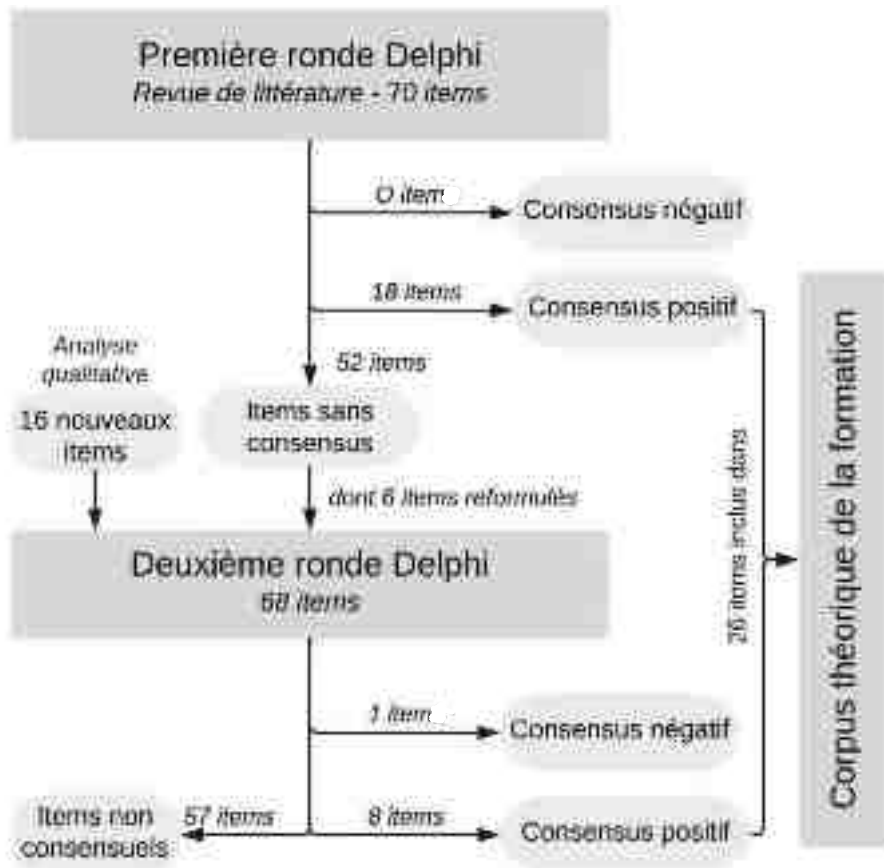 Première ronde Delphi
Revue de littérature - 70 items
0 item
Consensus négatif
18 items
Consensus positif
52 items
Analyse
qualitative
16 nouveaux
items
Items sans
consensus
dont 6 items reformulés
Deuxième ronde Delphi
68 items
1 item
Consensus négatif
Items non
consensuels
57 items
8 items
Consensus positif
26 items inclus dans
Corpus théorique de la formation